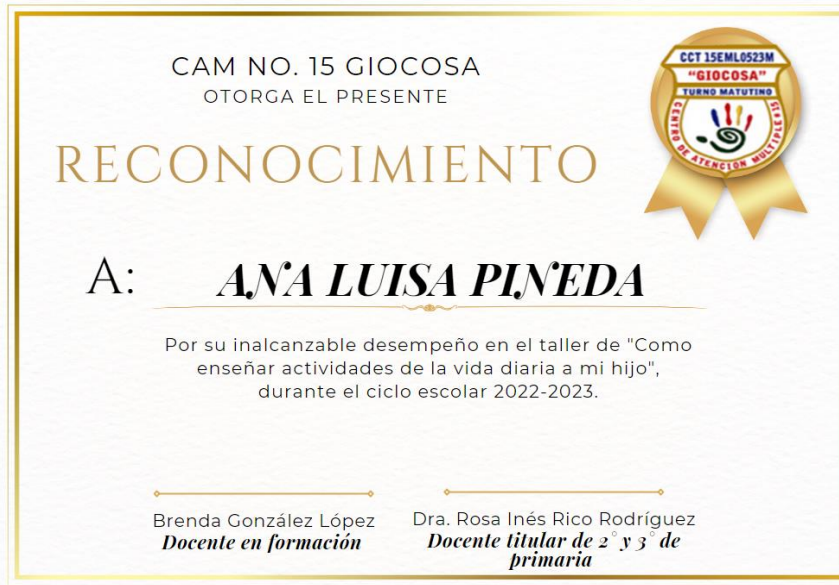 CAM NO. 15 GIOCOSA
OTORGA EL PRESENTE
RECONOCIMIENTO
CCT 15EML0523M
"GIOCOSA"
TURNO MATUTINO
CENTRO DE ATENCIÓN MULTIPLE #15
A: ANA LUISA PINEDA
Por su inalcanzable desempeño en el taller de "Como
enseñar actividades de la vida diaria a mi hijo",
durante el ciclo escolar 2022-2023.
Brenda González López
Docente en formación
Dra. Rosa Inés Rico Rodríguez
Docente titular de 2° y 3° de
primaria